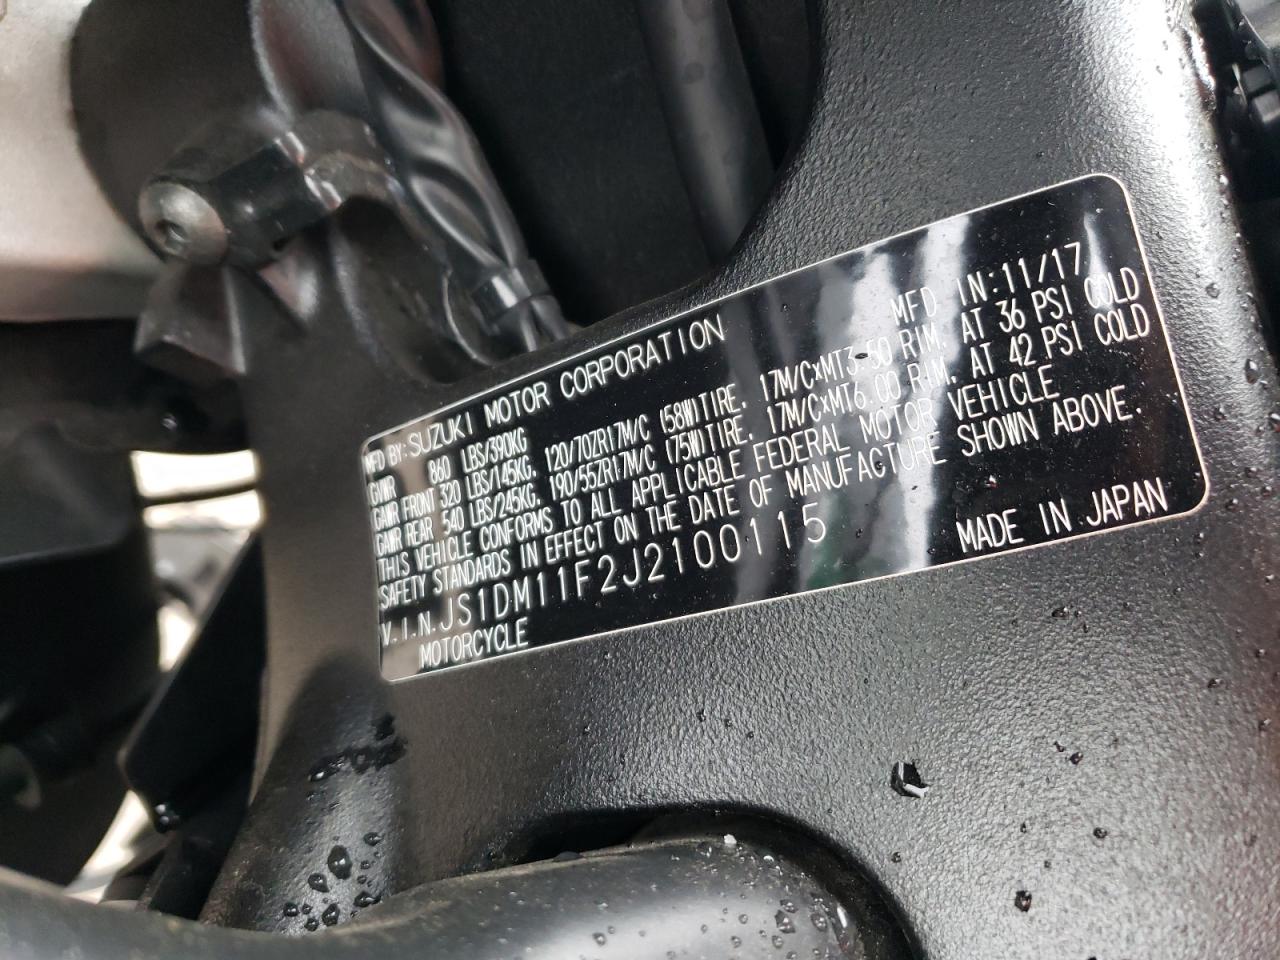 MFD BY: SUZUKI MOTOR CORPORATION MFD IN: 11/17
GVWR 860 LBS/390KG
GAWR FRONT 320 LBS/145KG, 120/70ZR17M/C (58W)TIRE, 17M/CxMT3.50 RIM, AT 36 PSI COLD
GAWR REAR 540 LBS/245KG, 190/55ZR17M/C (75W)TIRE, 17M/CxMT6.00 RIM, AT 42 PSI COLD
THIS VEHICLE CONFORMS TO ALL APPLICABLE FEDERAL MOTOR VEHICLE
SAFETY STANDARDS IN EFFECT ON THE DATE OF MANUFACTURE SHOWN ABOVE.
V.I.N. JS1DM11F2J2100115
MOTORCYCLE MADE IN JAPAN